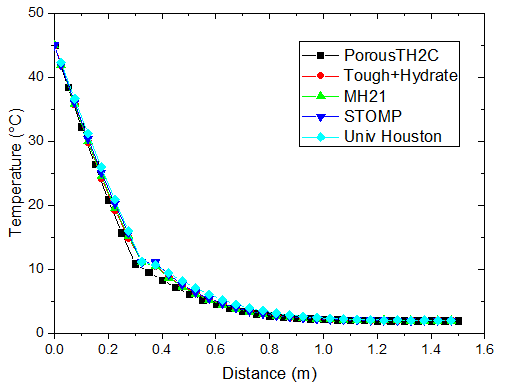 50
40
30
20
10
0
0.0 0.2 0.4 0.6 0.8 1.0 1.2 1.4 1.6
Temperature (°C)
Distance (m)
PorousTH2C
Tough+Hydrate
MH21
STOMP
Univ Houston